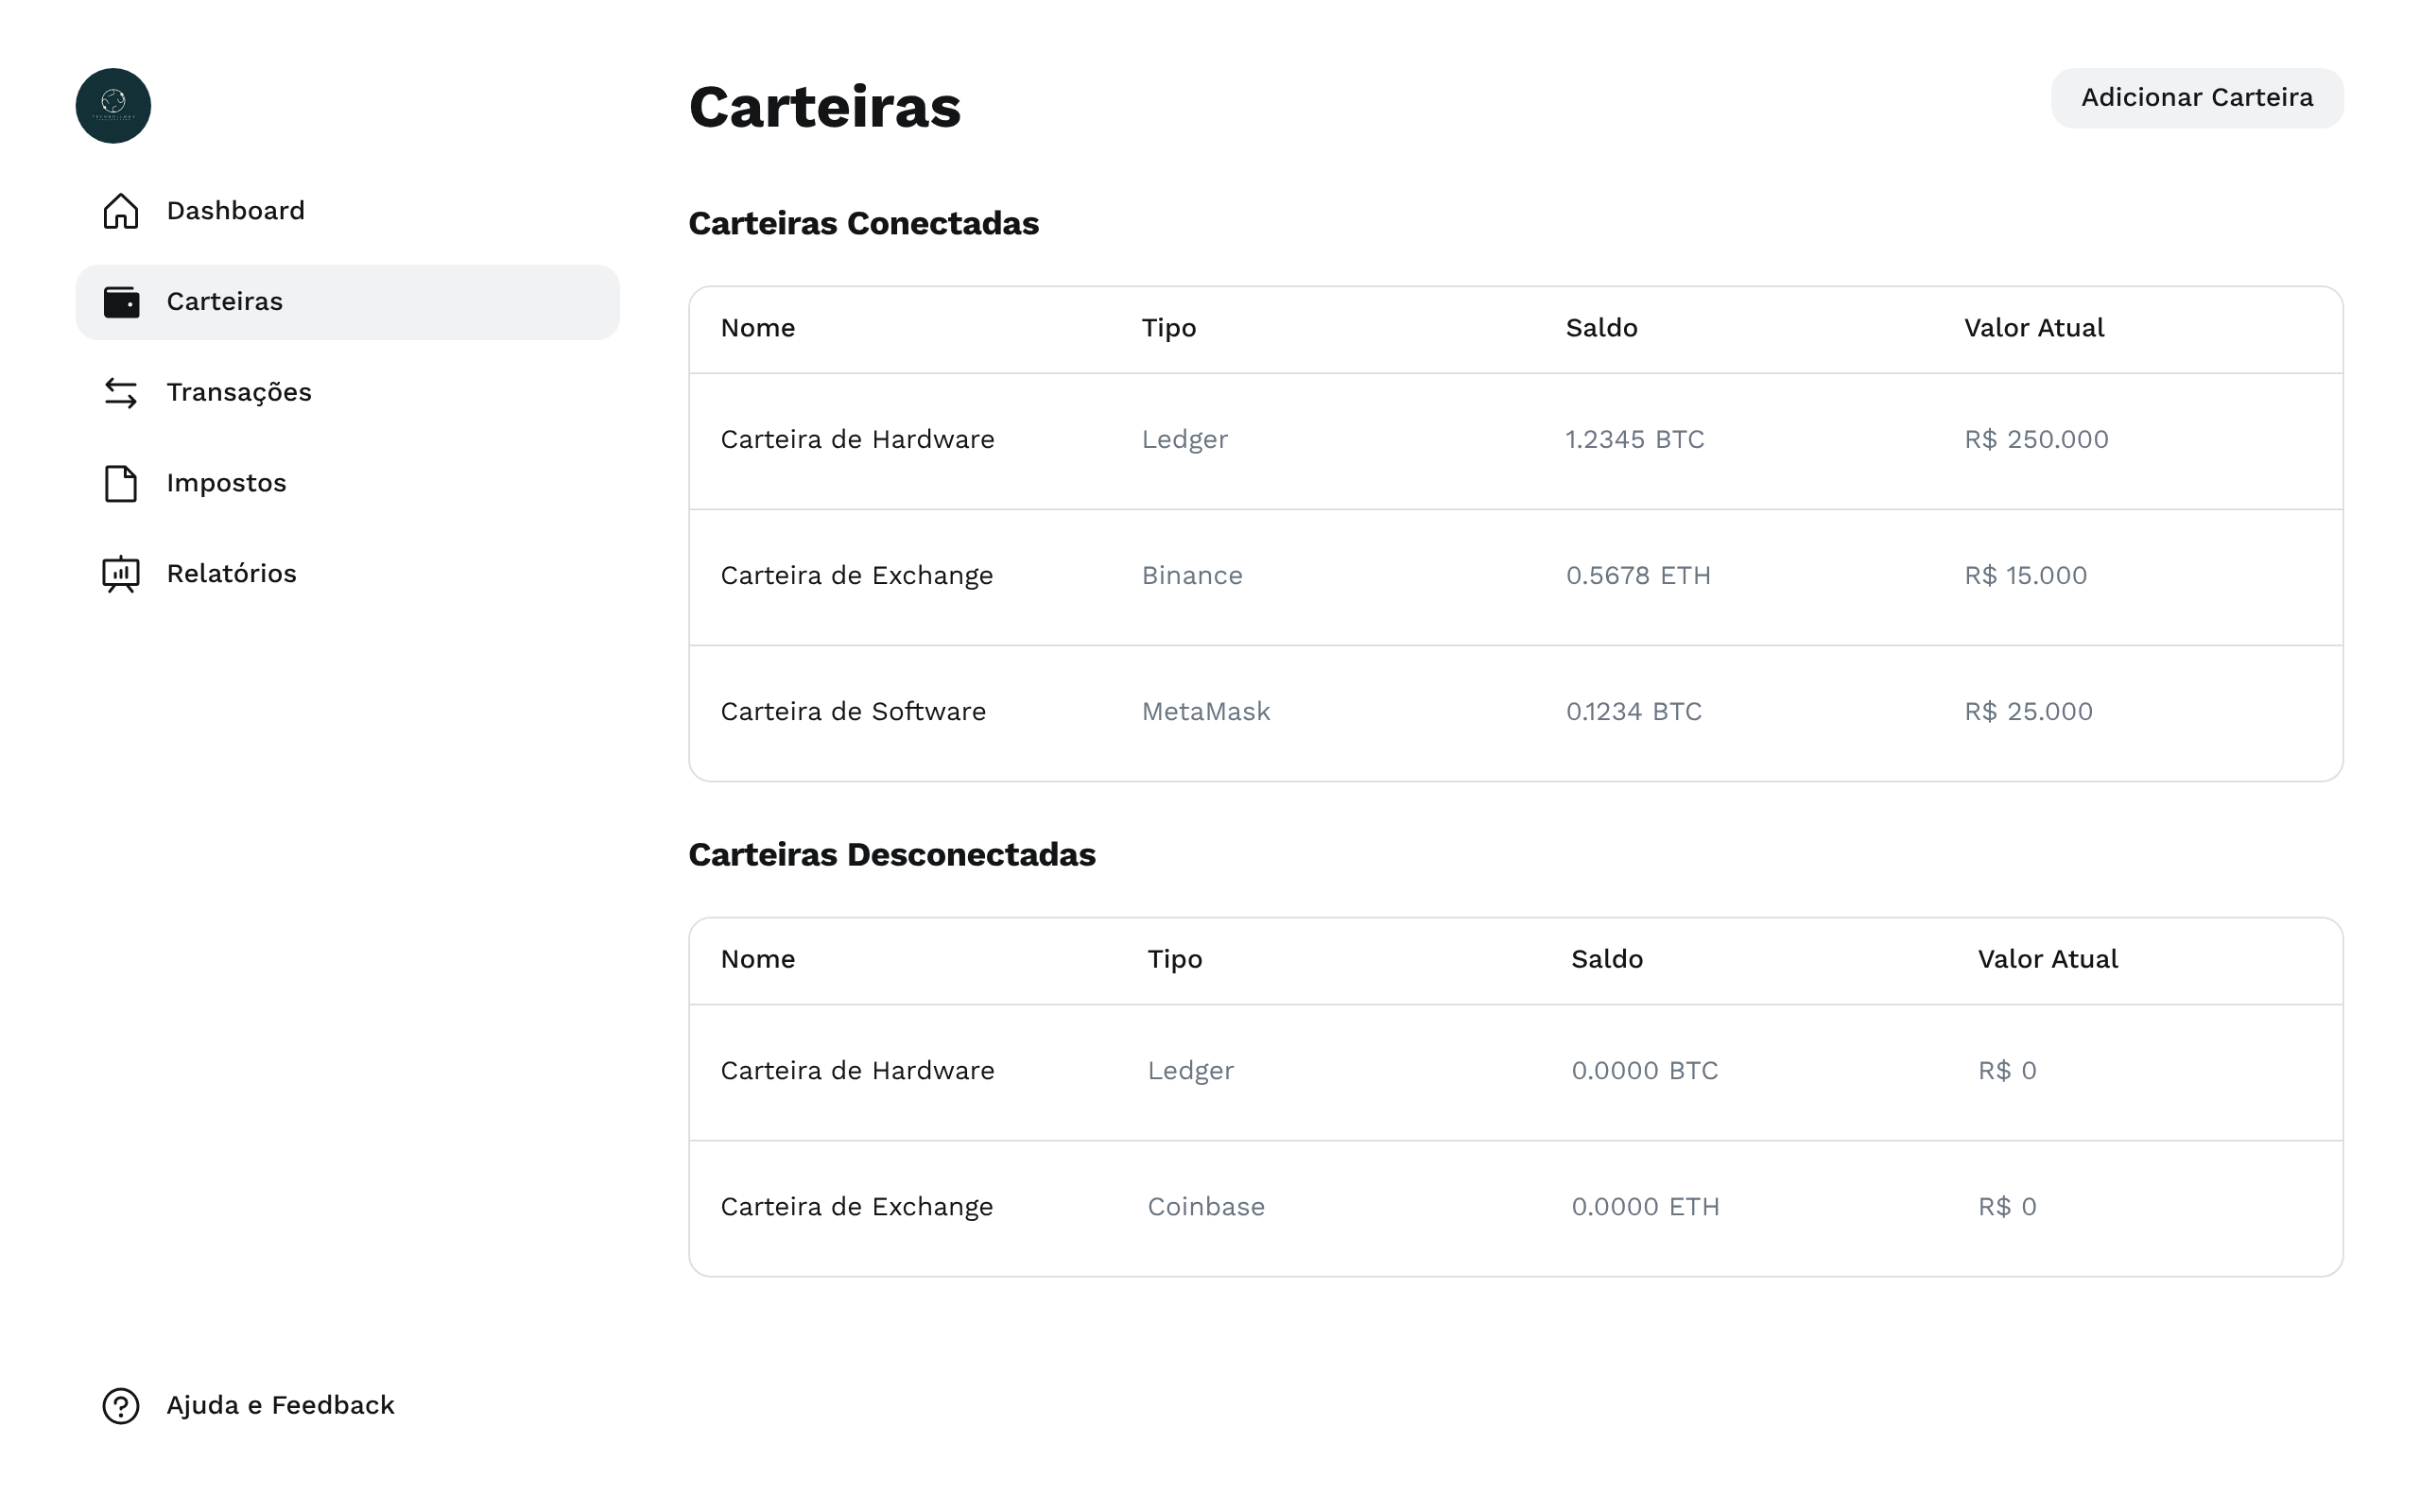 Carteiras
Adicionar Carteira
Dashboard
Carteiras
Transações
Impostos
Relatórios
Ajuda e Feedback
Carteiras Conectadas
Nome Tipo Saldo Valor Atual
Carteira de Hardware Ledger 1.2345 BTC R$ 250.000
Carteira de Exchange Binance 0.5678 ETH R$ 15.000
Carteira de Software MetaMask 0.1234 BTC R$ 25.000
Carteiras Desconectadas
Nome Tipo Saldo Valor Atual
Carteira de Hardware Ledger 0.0000 BTC R$ 0
Carteira de Exchange Coinbase 0.0000 ETH R$ 0